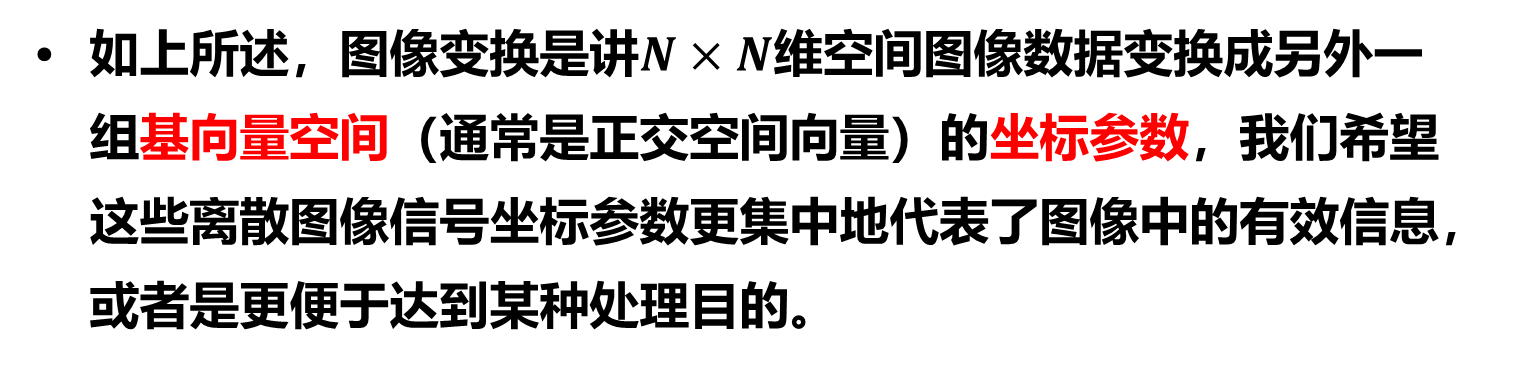 • 如上所述，图像变换是讲N × N维空间图像数据变换成另外一
组基向量空间（通常是正交空间向量）的坐标参数，我们希望
这些离散图像信号坐标参数更集中地代表了图像中的有效信息，
或者是更便于达到某种处理目的。